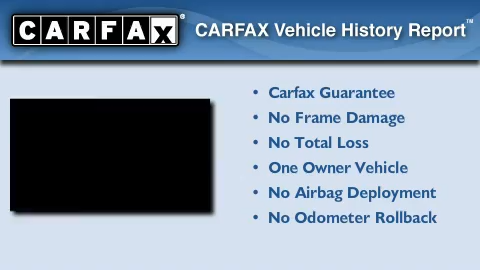 CARFAX® CARFAX Vehicle History Report™
• Carfax Guarantee
• No Frame Damage
• No Total Loss
• One Owner Vehicle
• No Airbag Deployment
• No Odometer Rollback